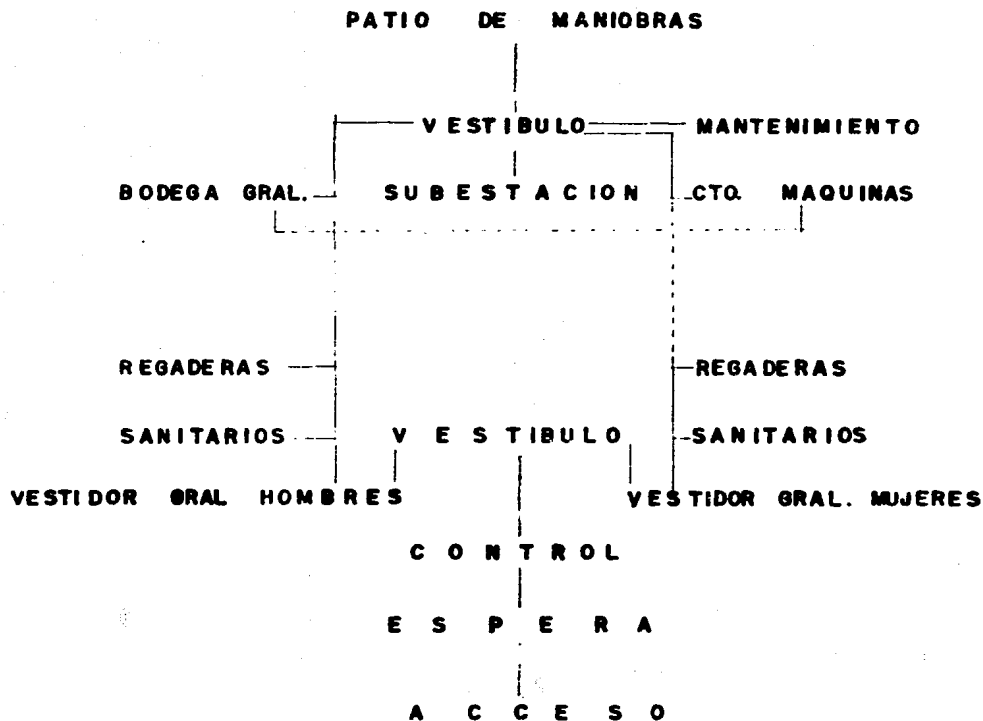 PATIO DE MANIOBRAS
VESTIBULO MANTENIMIENTO
BODEGA GRAL. SUBESTACION CTO. MAQUINAS
REGADERAS REGADERAS
SANITARIOS VESTIBULO SANITARIOS
VESTIDOR GRAL HOMBRES VESTIDOR GRAL. MUJERES
CONTROL
ESPERA
ACCESO